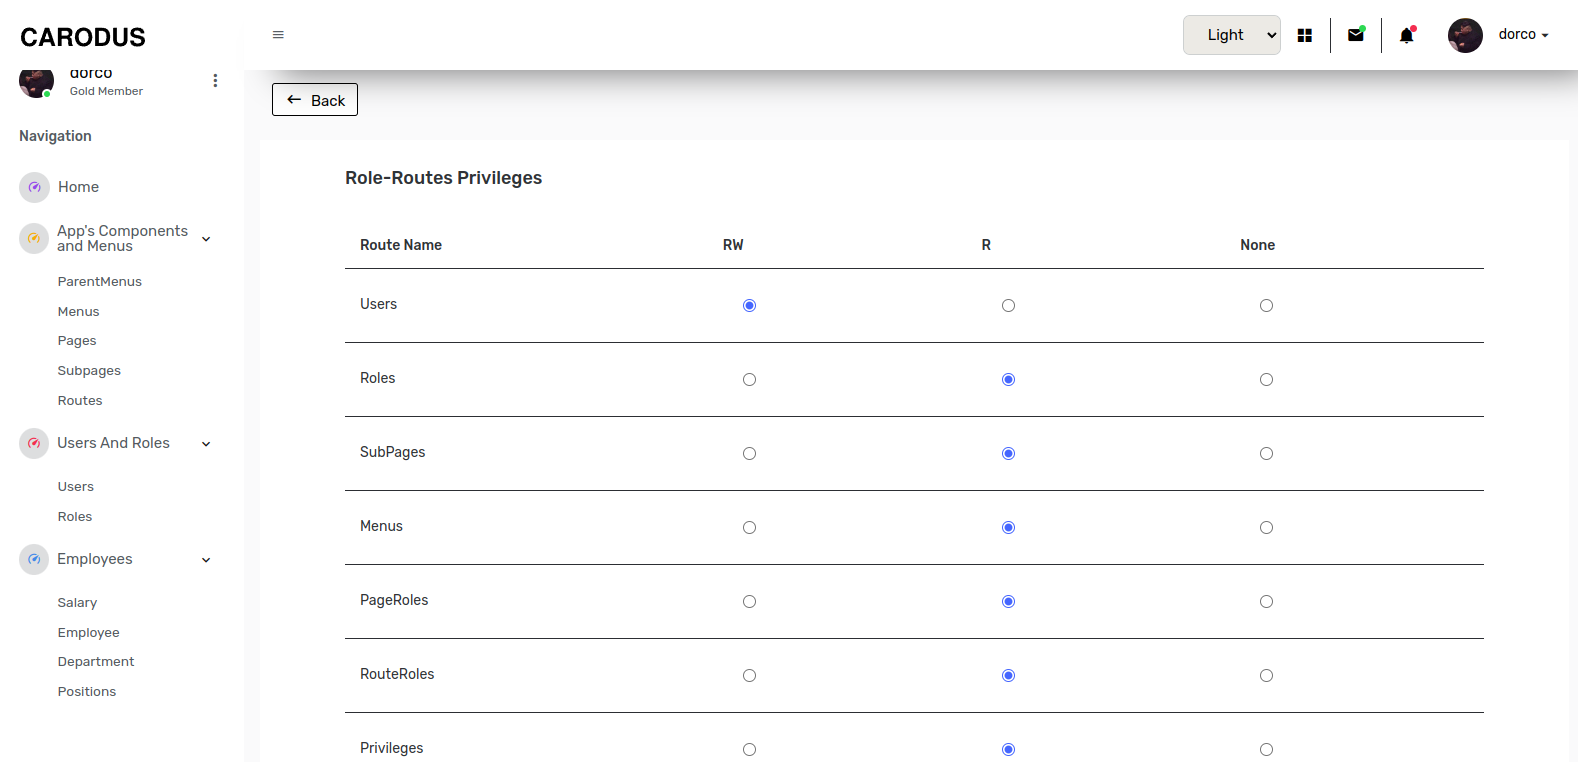 CARODUS
dorco
Gold Member
Navigation
Home
App's Components
and Menus
ParentMenus
Menus
Pages
Subpages
Routes
Users And Roles
Users
Roles
Employees
Salary
Employee
Department
Positions
Light
dorco
Back
Role-Routes Privileges
Route Name RW R None
Users
Roles
SubPages
Menus
PageRoles
RouteRoles
Privileges